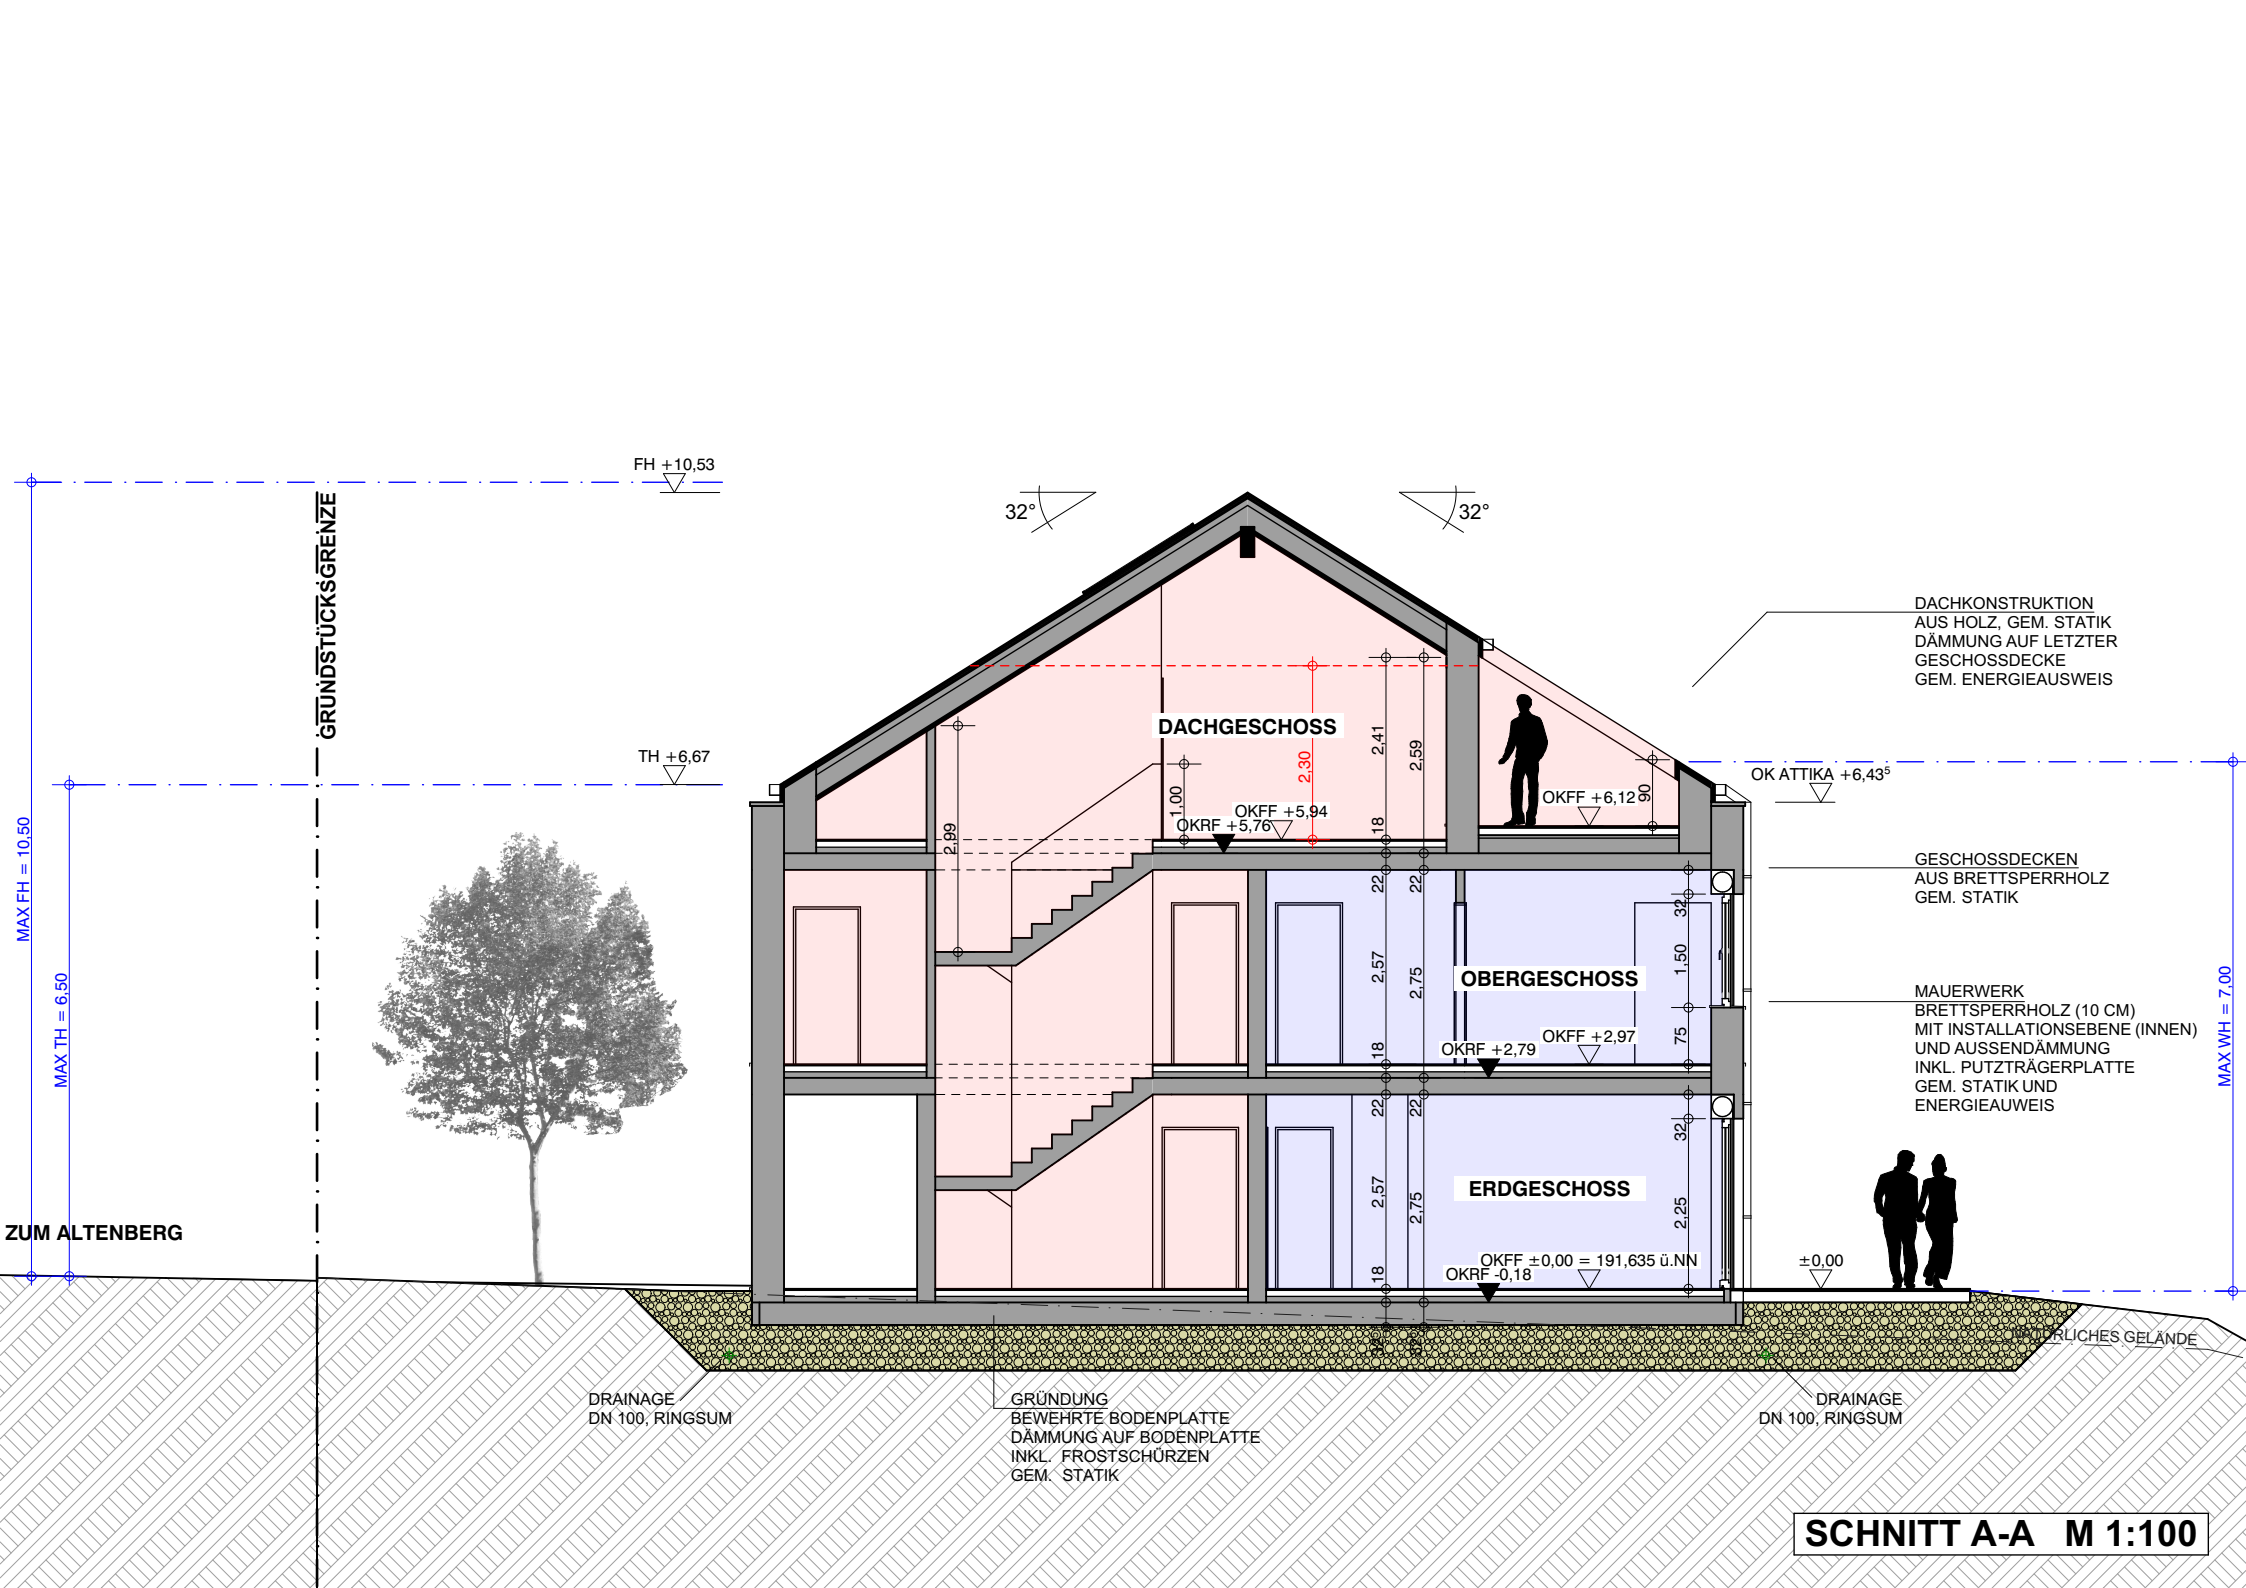 FH +10,53
32°
32°
GRUNDSTÜCKSGRENZE
DACHKONSTRUKTION
AUS HOLZ, GEM. STATIK
DÄMMUNG AUF LETZTER
GESCHOSSDECKE
GEM. ENERGIEAUSWEIS
TH +6,67
DACHGESCHOSS
2,30
2,41
2,59
OK ATTIKA +6,43⁵
MAX FH = 10,50
2,99
1,00
OKFF +5,94
OKRF +5,76
18
OKFF +6,12
90
GESCHOSSDECKEN
AUS BRETTSPERRHOLZ
GEM. STATIK
22
22
32
MAX TH = 6,50
2,57
2,75
OBERGESCHOSS
1,50
MAX WH = 7,00
MAUERWERK
BRETTSPERRHOLZ (10 CM)
MIT INSTALLATIONSEBENE (INNEN)
UND AUSSENDÄMMUNG
INKL. PUTZTRÄGERPLATTE
GEM. STATIK UND
ENERGIEAUWEIS
18
OKRF +2,79
OKFF +2,97
75
22
22
32
2,57
2,75
ERDGESCHOSS
2,25
ZUM ALTENBERG
18
OKFF ±0,00 = 191,635 ü.NN
OKRF -0,18
±0,00
NATÜRLICHES GELÄNDE
DRAINAGE
DN 100, RINGSUM
GRÜNDUNG
BEWEHRTE BODENPLATTE
DÄMMUNG AUF BODENPLATTE
INKL. FROSTSCHÜRZEN
GEM. STATIK
DRAINAGE
DN 100, RINGSUM
SCHNITT A-A M 1:100